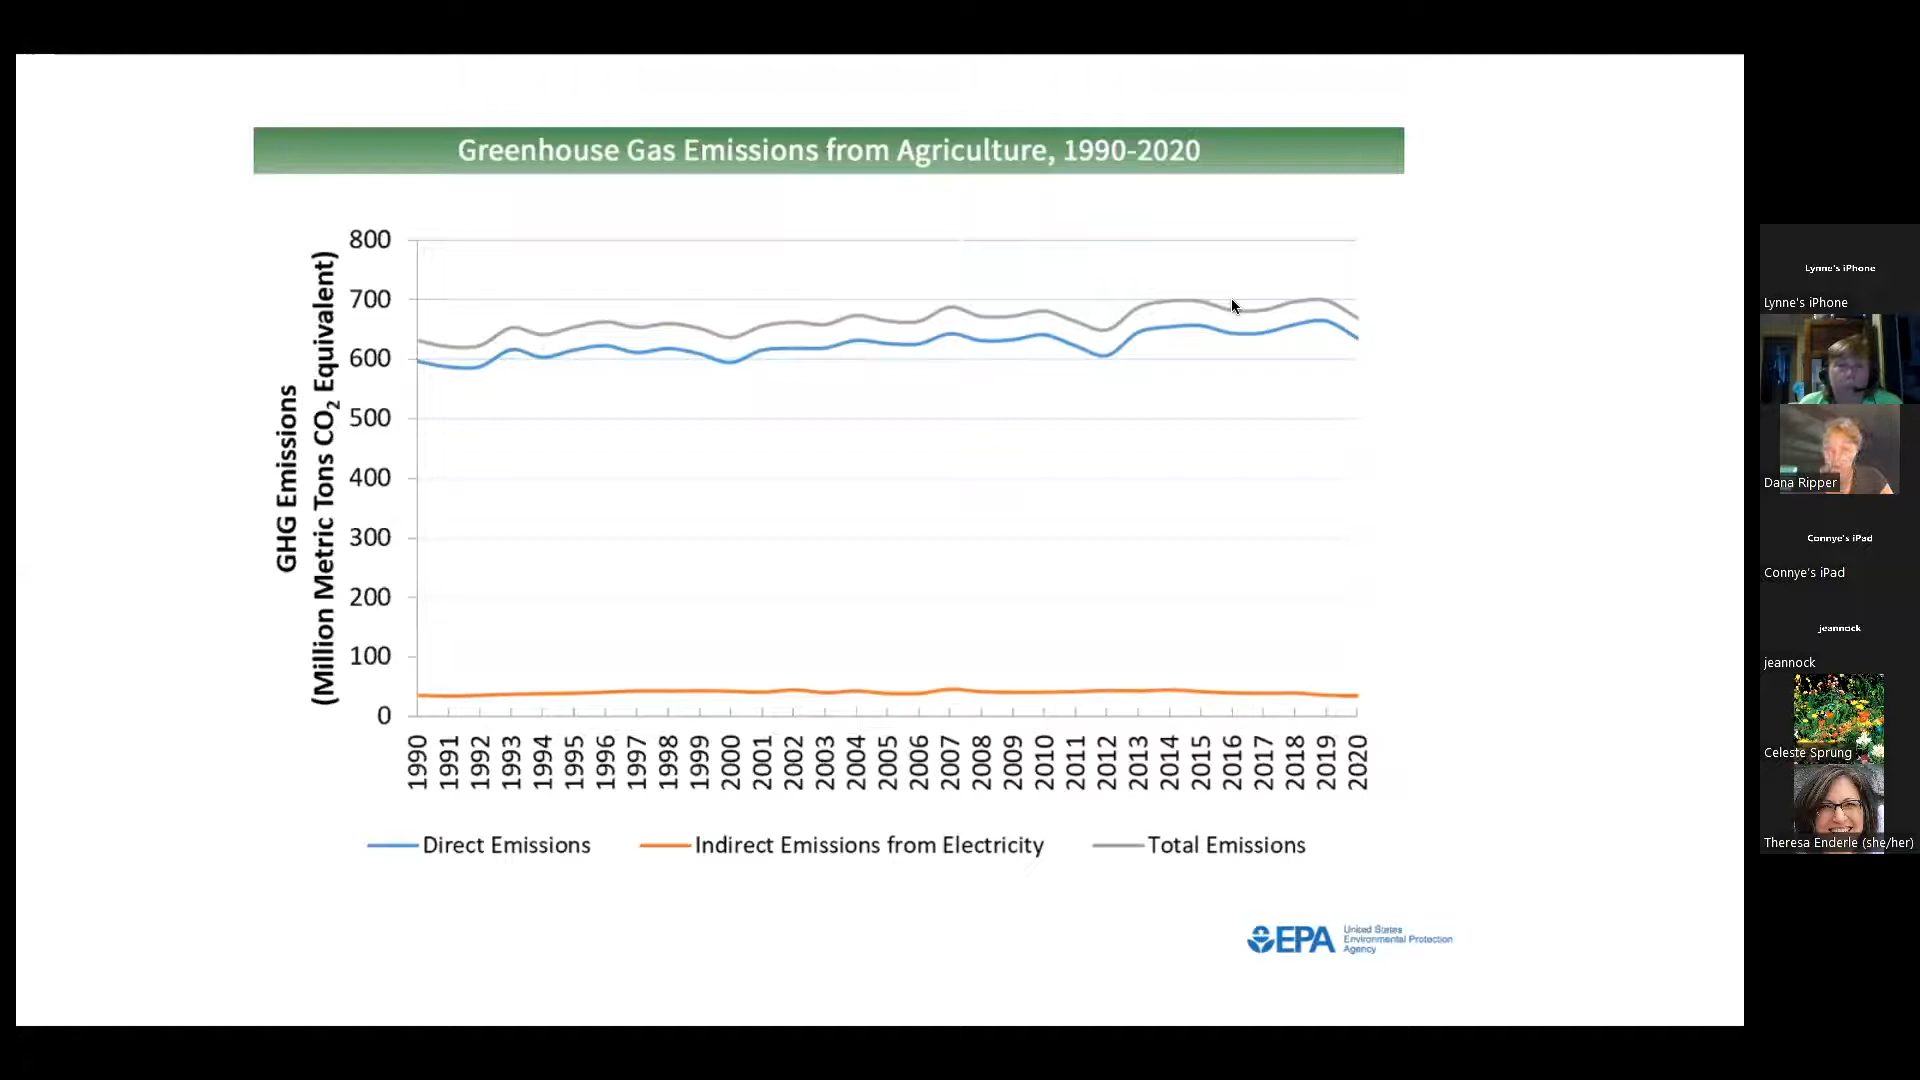 Greenhouse Gas Emissions from Agriculture, 1990-2020
GHG Emissions
(Million Metric Tons CO₂ Equivalent)
800
700
600
500
400
300
200
100
0
1990
1991
1992
1993
1994
1995
1996
1997
1998
1999
2000
2001
2002
2003
2004
2005
2006
2007
2008
2009
2010
2011
2012
2013
2014
2015
2016
2017
2018
2019
2020
Direct Emissions
Indirect Emissions from Electricity
Total Emissions
EPA
United States
Environmental Protection
Agency
Lynne's iPhone
Lynne's iPhone
Dana Ripper
Connye's iPad
Connye's iPad
jeannock
jeannock
Celeste Sprung
Theresa Enderle (she/her)